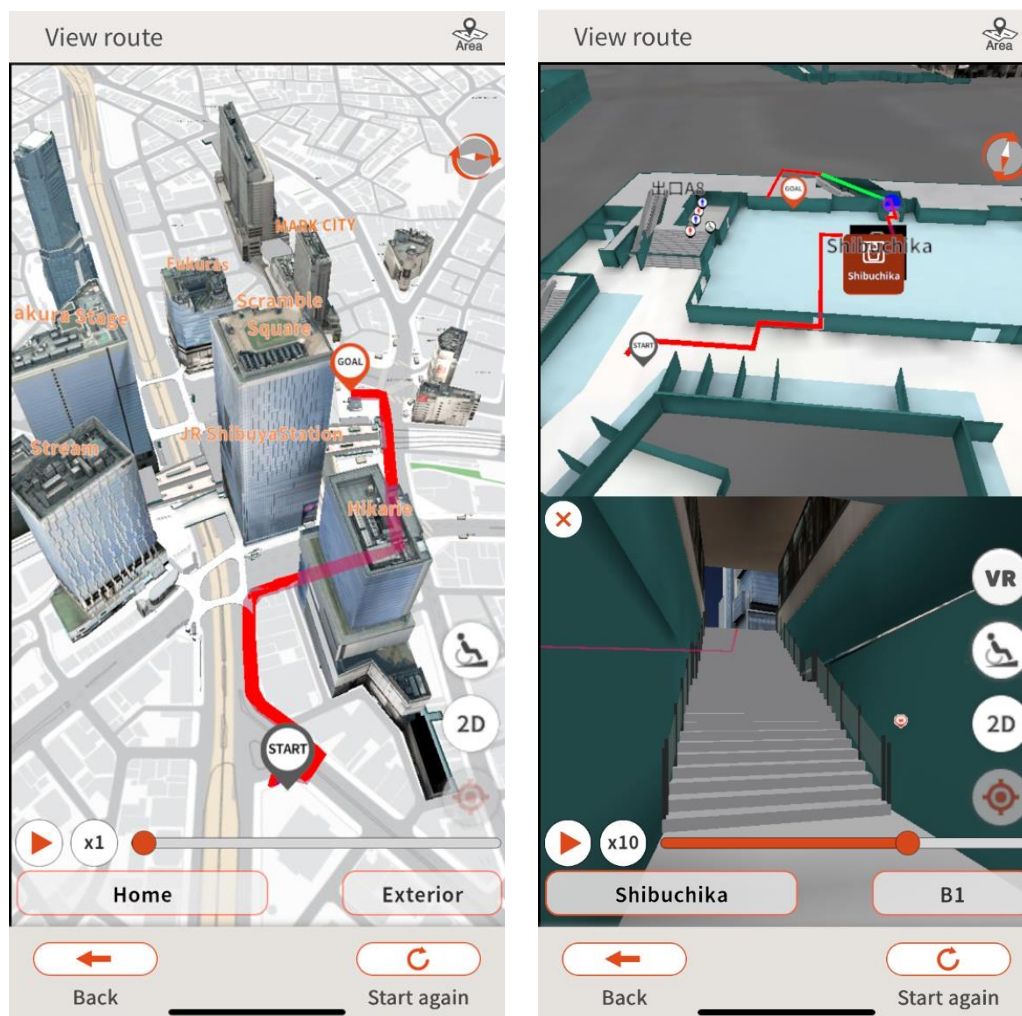 View route
Area
MARK CITY
Fukuras
Scramble
Square
akura Stage
GOAL
JR ShibuyaStation
Stream
Hikarie
START
2D
x1
Home
Exterior
Back
Start again
View route
Area
出口A8
GOAL
Shibuchika
Shibuchika
START
VR
2D
x10
Shibuchika
B1
Back
Start again